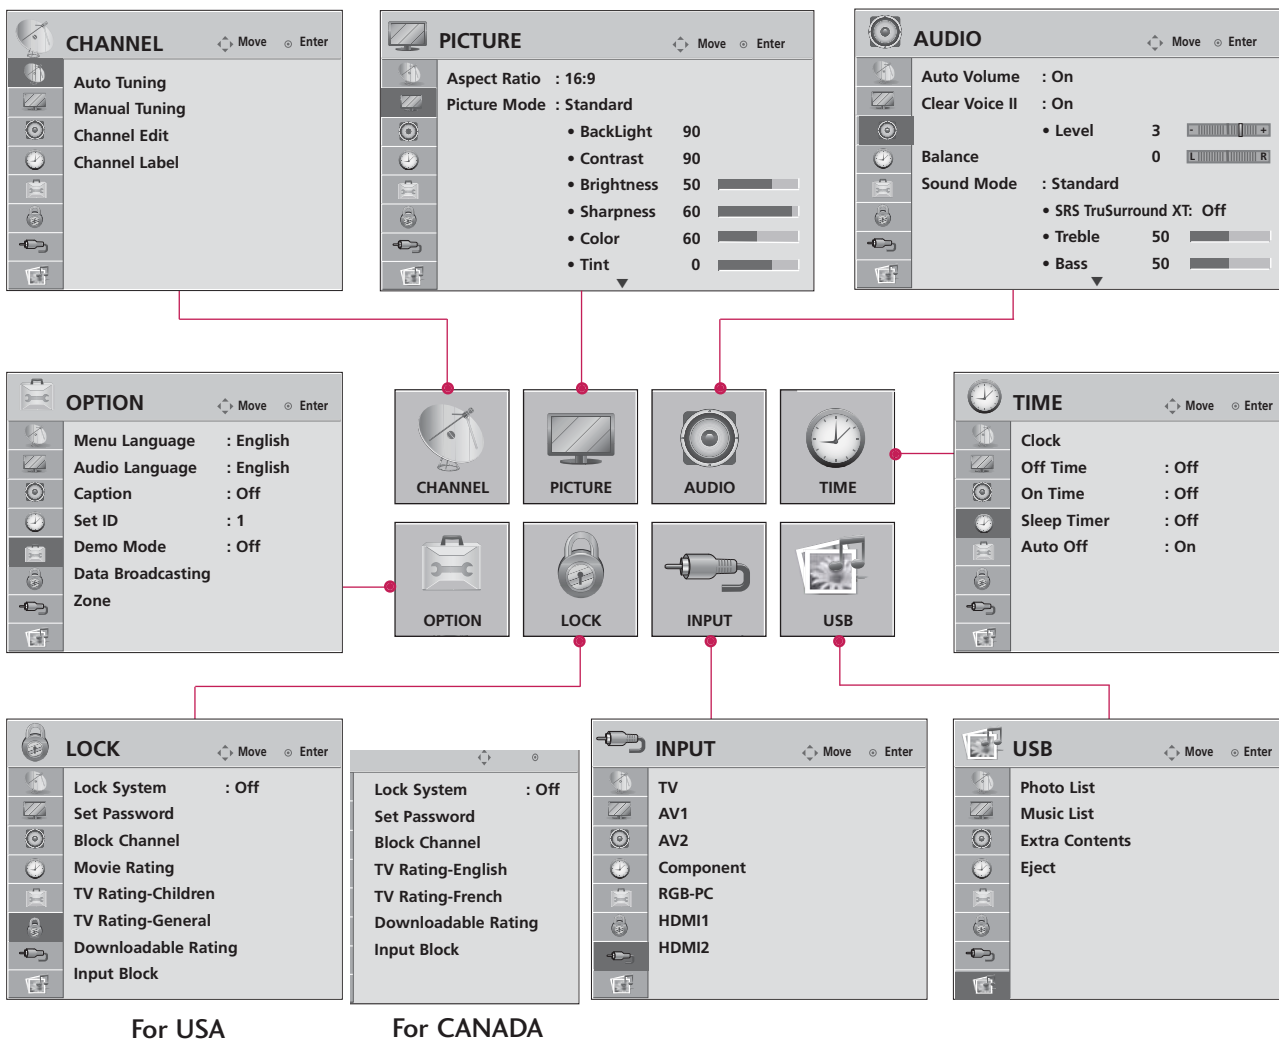 CHANNEL Move Enter
Auto Tuning
Manual Tuning
Channel Edit
Channel Label
PICTURE Move Enter
Aspect Ratio : 16:9
Picture Mode : Standard
• BackLight 90
• Contrast 90
• Brightness 50
• Sharpness 60
• Color 60
• Tint 0
AUDIO Move Enter
Auto Volume : On
Clear Voice II : On
• Level 3 - +
Balance 0 L R
Sound Mode : Standard
• SRS TruSurround XT: Off
• Treble 50
• Bass 50
OPTION Move Enter
Menu Language : English
Audio Language : English
Caption : Off
Set ID : 1
Demo Mode : Off
Data Broadcasting
Zone
CHANNEL
PICTURE
AUDIO
TIME
OPTION
LOCK
INPUT
USB
TIME Move Enter
Clock
Off Time : Off
On Time : Off
Sleep Timer : Off
Auto Off : On
LOCK Move Enter
Lock System : Off
Set Password
Block Channel
Movie Rating
TV Rating-Children
TV Rating-General
Downloadable Rating
Input Block
For USA
Lock System : Off
Set Password
Block Channel
TV Rating-English
TV Rating-French
Downloadable Rating
Input Block
For CANADA
INPUT Move Enter
TV
AV1
AV2
Component
RGB-PC
HDMI1
HDMI2
USB Move Enter
Photo List
Music List
Extra Contents
Eject